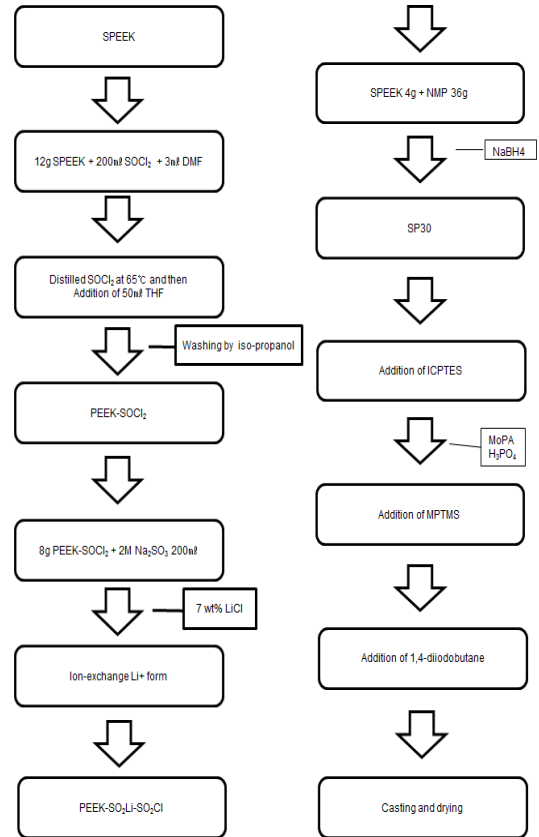 SPEEK
12g SPEEK + 200㎖ SOCl₂ + 3㎖ DMF
Distilled SOCl₂ at 65℃ and then
Addition of 50㎖ THF
Washing by iso-propanol
PEEK-SOCl₂
8g PEEK-SOCl₂ + 2M Na₂SO₃ 200㎖
7 wt% LiCl
Ion-exchange Li+ form
PEEK-SO₂Li-SO₂Cl
SPEEK 4g + NMP 36g
NaBH4
SP30
Addition of ICPTES
MoPA
H₃PO₄
Addition of MPTMS
Addition of 1,4-diiodobutane
Casting and drying